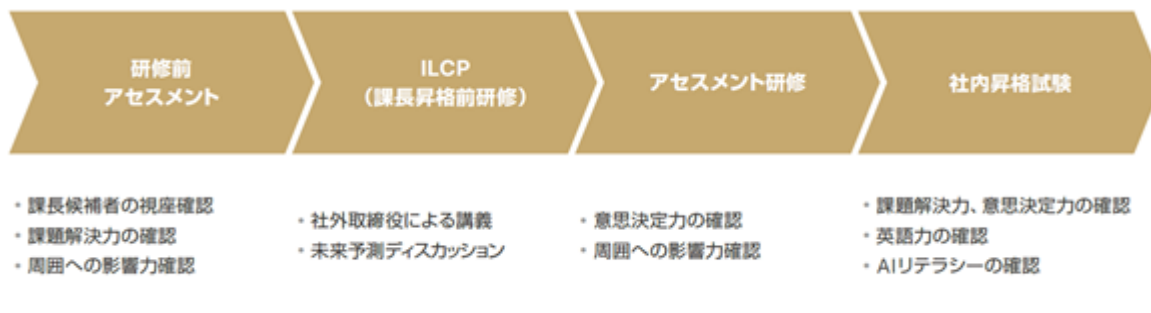 研修前
アセスメント
ILCP
（課長昇格前研修）
アセスメント研修
社内昇格試験
・課長候補者の視座確認
・課題解決力の確認
・周囲への影響力確認
・社外取締役による講義
・未来予測ディスカッション
・意思決定力の確認
・周囲への影響力確認
・課題解決力、意思決定力の確認
・英語力の確認
・AIリテラシーの確認